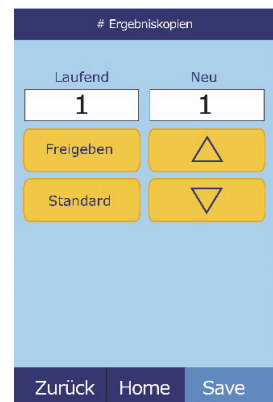 # Ergebniskopien
Laufend Neu
1 1
Freigeben
Standard
Zurück Home Save